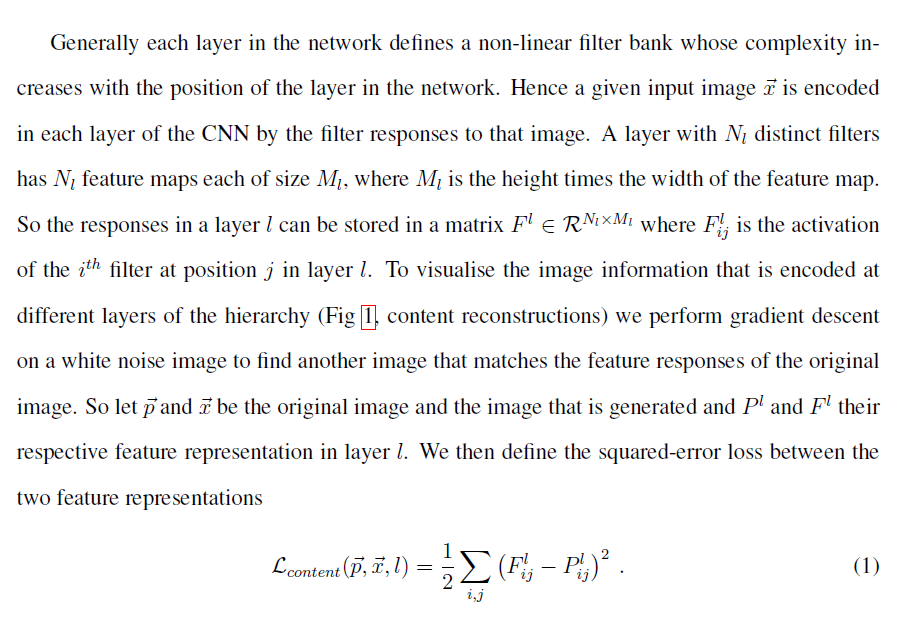 Generally each layer in the network defines a non-linear filter bank whose complexity in-
creases with the position of the layer in the network. Hence a given input image $\vec{x}$ is encoded
in each layer of the CNN by the filter responses to that image. A layer with $N_l$ distinct filters
has $N_l$ feature maps each of size $M_l$, where $M_l$ is the height times the width of the feature map.
So the responses in a layer $l$ can be stored in a matrix $F^l \in \mathcal{R}^{N_l \times M_l}$ where $F^l_{ij}$ is the activation
of the $i^{th}$ filter at position $j$ in layer $l$. To visualise the image information that is encoded at
different layers of the hierarchy (Fig 1, content reconstructions) we perform gradient descent
on a white noise image to find another image that matches the feature responses of the original
image. So let $\vec{p}$ and $\vec{x}$ be the original image and the image that is generated and $P^l$ and $F^l$ their
respective feature representation in layer $l$. We then define the squared-error loss between the
two feature representations
$\mathcal{L}_{content}(\vec{p}, \vec{x}, l) = \frac{1}{2} \sum_{i,j} \left( F^l_{ij} - P^l_{ij} \right)^2 .$ (1)